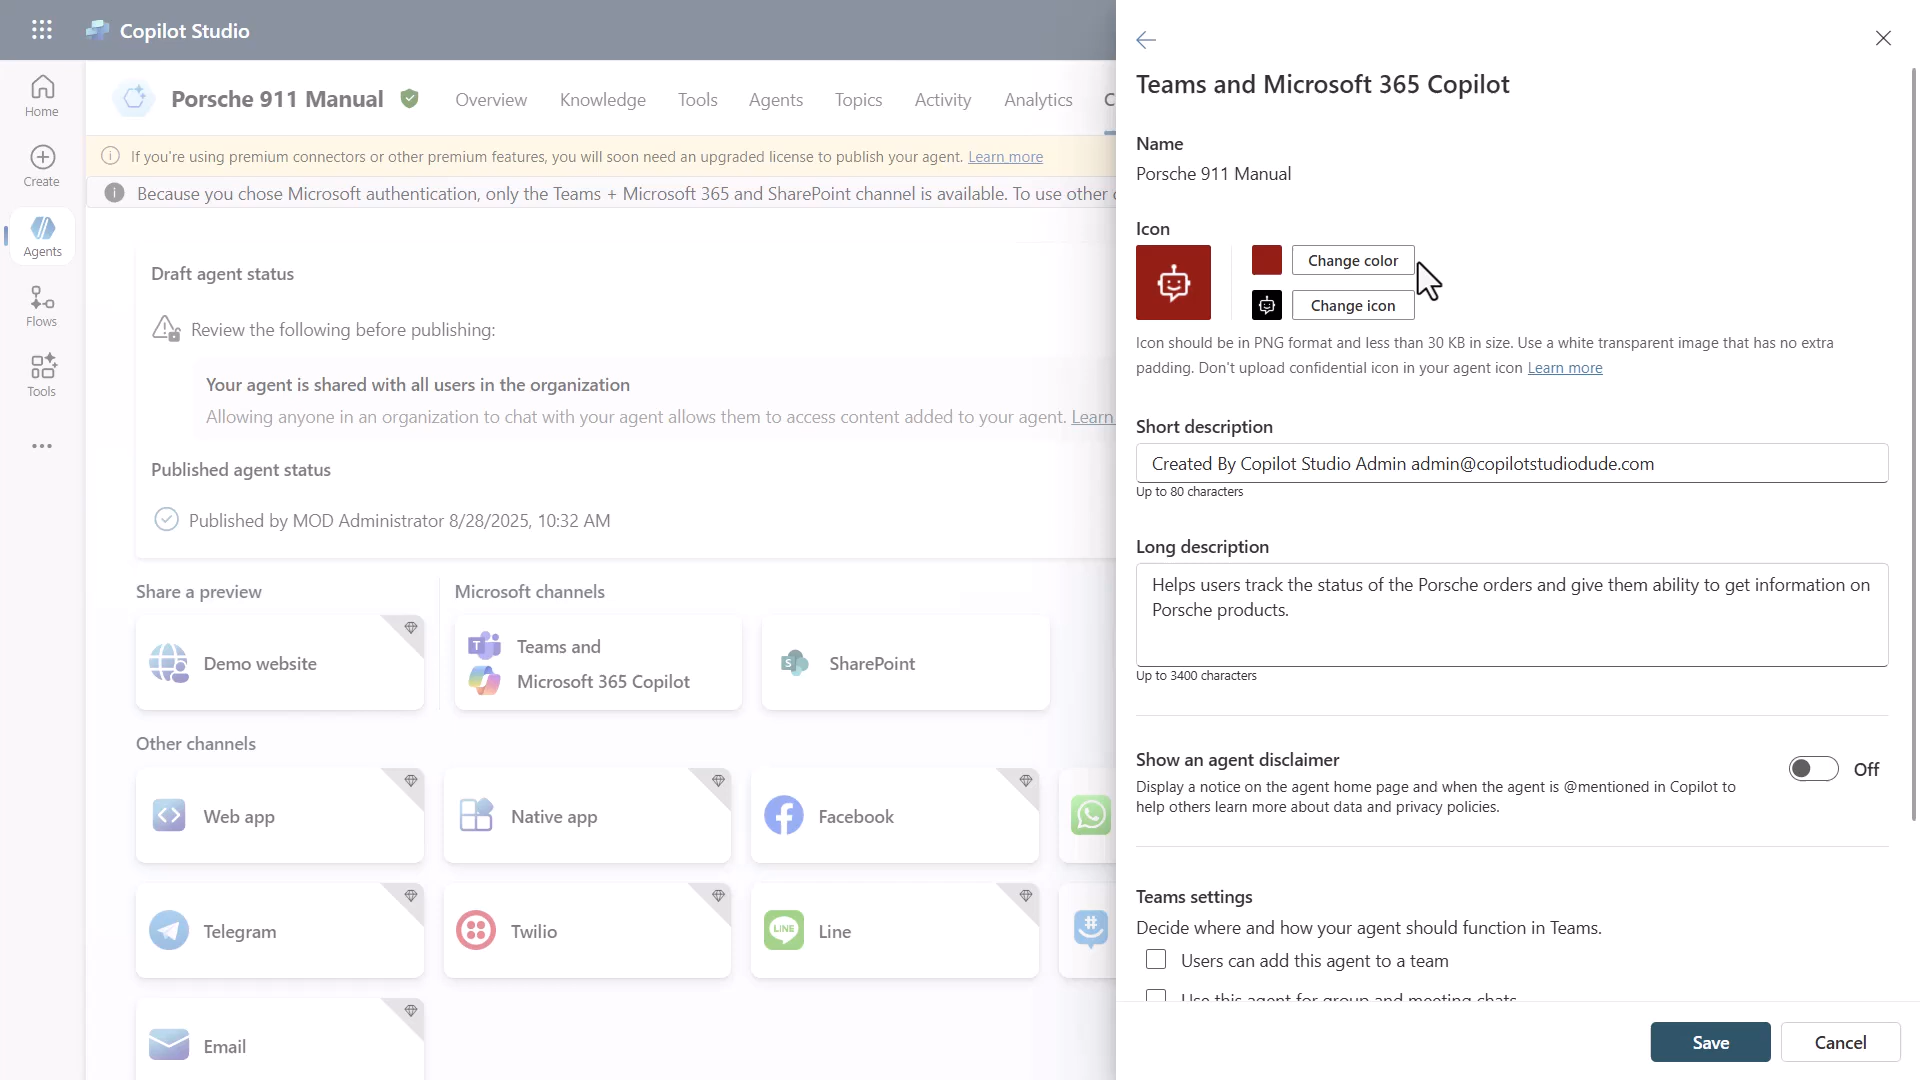 Copilot Studio
Home
Create
Agents
Flows
Tools
Porsche 911 Manual
Overview
Knowledge
Tools
Agents
Topics
Activity
Analytics
C
If you're using premium connectors or other premium features, you will soon need an upgraded license to publish your agent. Learn more
Because you chose Microsoft authentication, only the Teams + Microsoft 365 and SharePoint channel is available. To use other
Draft agent status
Review the following before publishing:
Your agent is shared with all users in the organization
Allowing anyone in an organization to chat with your agent allows them to access content added to your agent. Learn
Published agent status
Published by MOD Administrator 8/28/2025, 10:32 AM
Share a preview
Demo website
Microsoft channels
Teams and
Microsoft 365 Copilot
SharePoint
Other channels
Web app
Native app
Facebook
Telegram
Twilio
LINE
Line
Email
Teams and Microsoft 365 Copilot
Name
Porsche 911 Manual
Icon
Change color
Change icon
Icon should be in PNG format and less than 30 KB in size. Use a white transparent image that has no extra
padding. Don't upload confidential icon in your agent icon Learn more
Short description
Created By Copilot Studio Admin admin@copilotstudiodude.com
Up to 80 characters
Long description
Helps users track the status of the Porsche orders and give them ability to get information on
Porsche products.
Up to 3400 characters
Show an agent disclaimer
Off
Display a notice on the agent home page and when the agent is @mentioned in Copilot to
help others learn more about data and privacy policies.
Teams settings
Decide where and how your agent should function in Teams.
Users can add this agent to a team
Use this agent for group and meeting chats
Save
Cancel